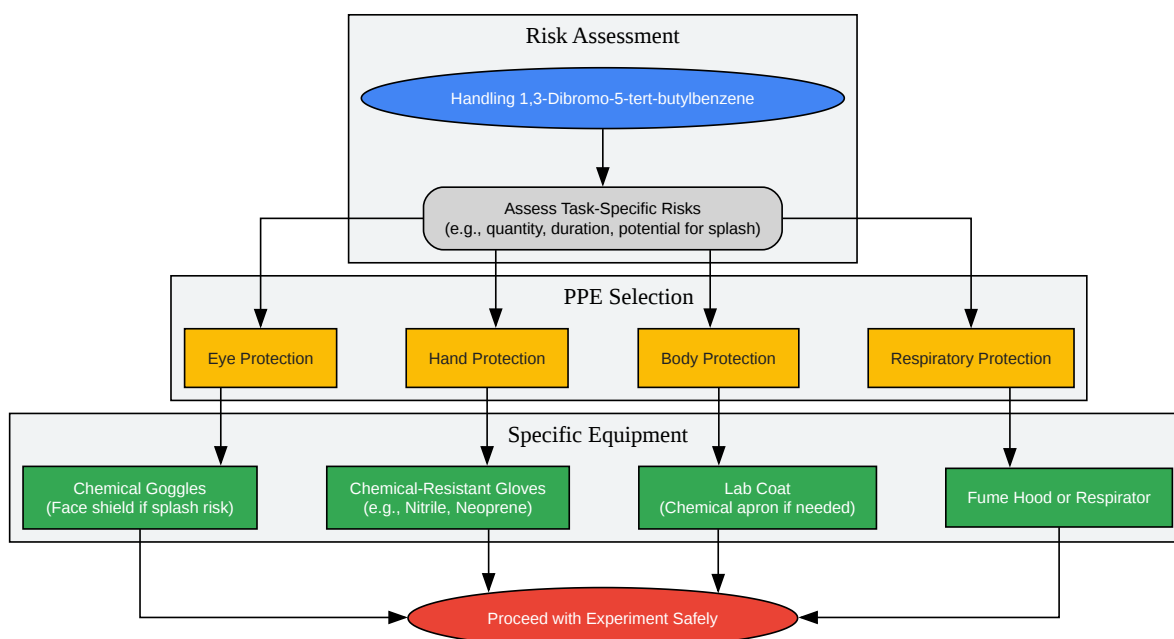 Risk Assessment
Handling 1,3-Dibromo-5-tert-butylbenzene
Assess Task-Specific Risks
(e.g., quantity, duration, potential for splash)
PPE Selection
Eye Protection
Hand Protection
Body Protection
Respiratory Protection
Specific Equipment
Chemical Goggles
(Face shield if splash risk)
Chemical-Resistant Gloves
(e.g., Nitrile, Neoprene)
Lab Coat
(Chemical apron if needed)
Fume Hood or Respirator
Proceed with Experiment Safely